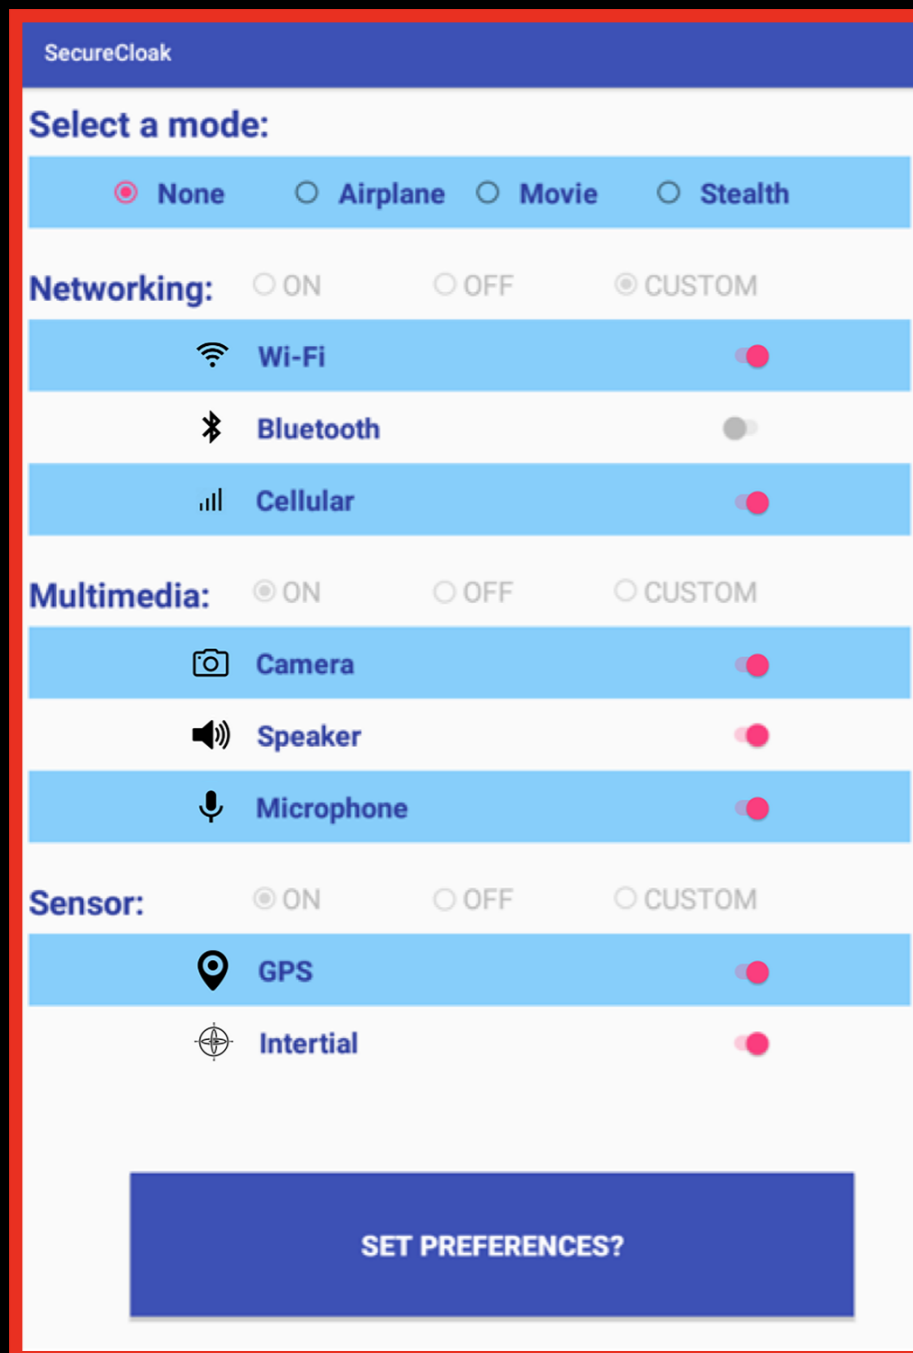 SecureCloak
Select a mode:
None Airplane Movie Stealth
Networking: ON OFF CUSTOM
Wi-Fi
Bluetooth
Cellular
Multimedia: ON OFF CUSTOM
Camera
Speaker
Microphone
Sensor: ON OFF CUSTOM
GPS
Intertial
SET PREFERENCES?